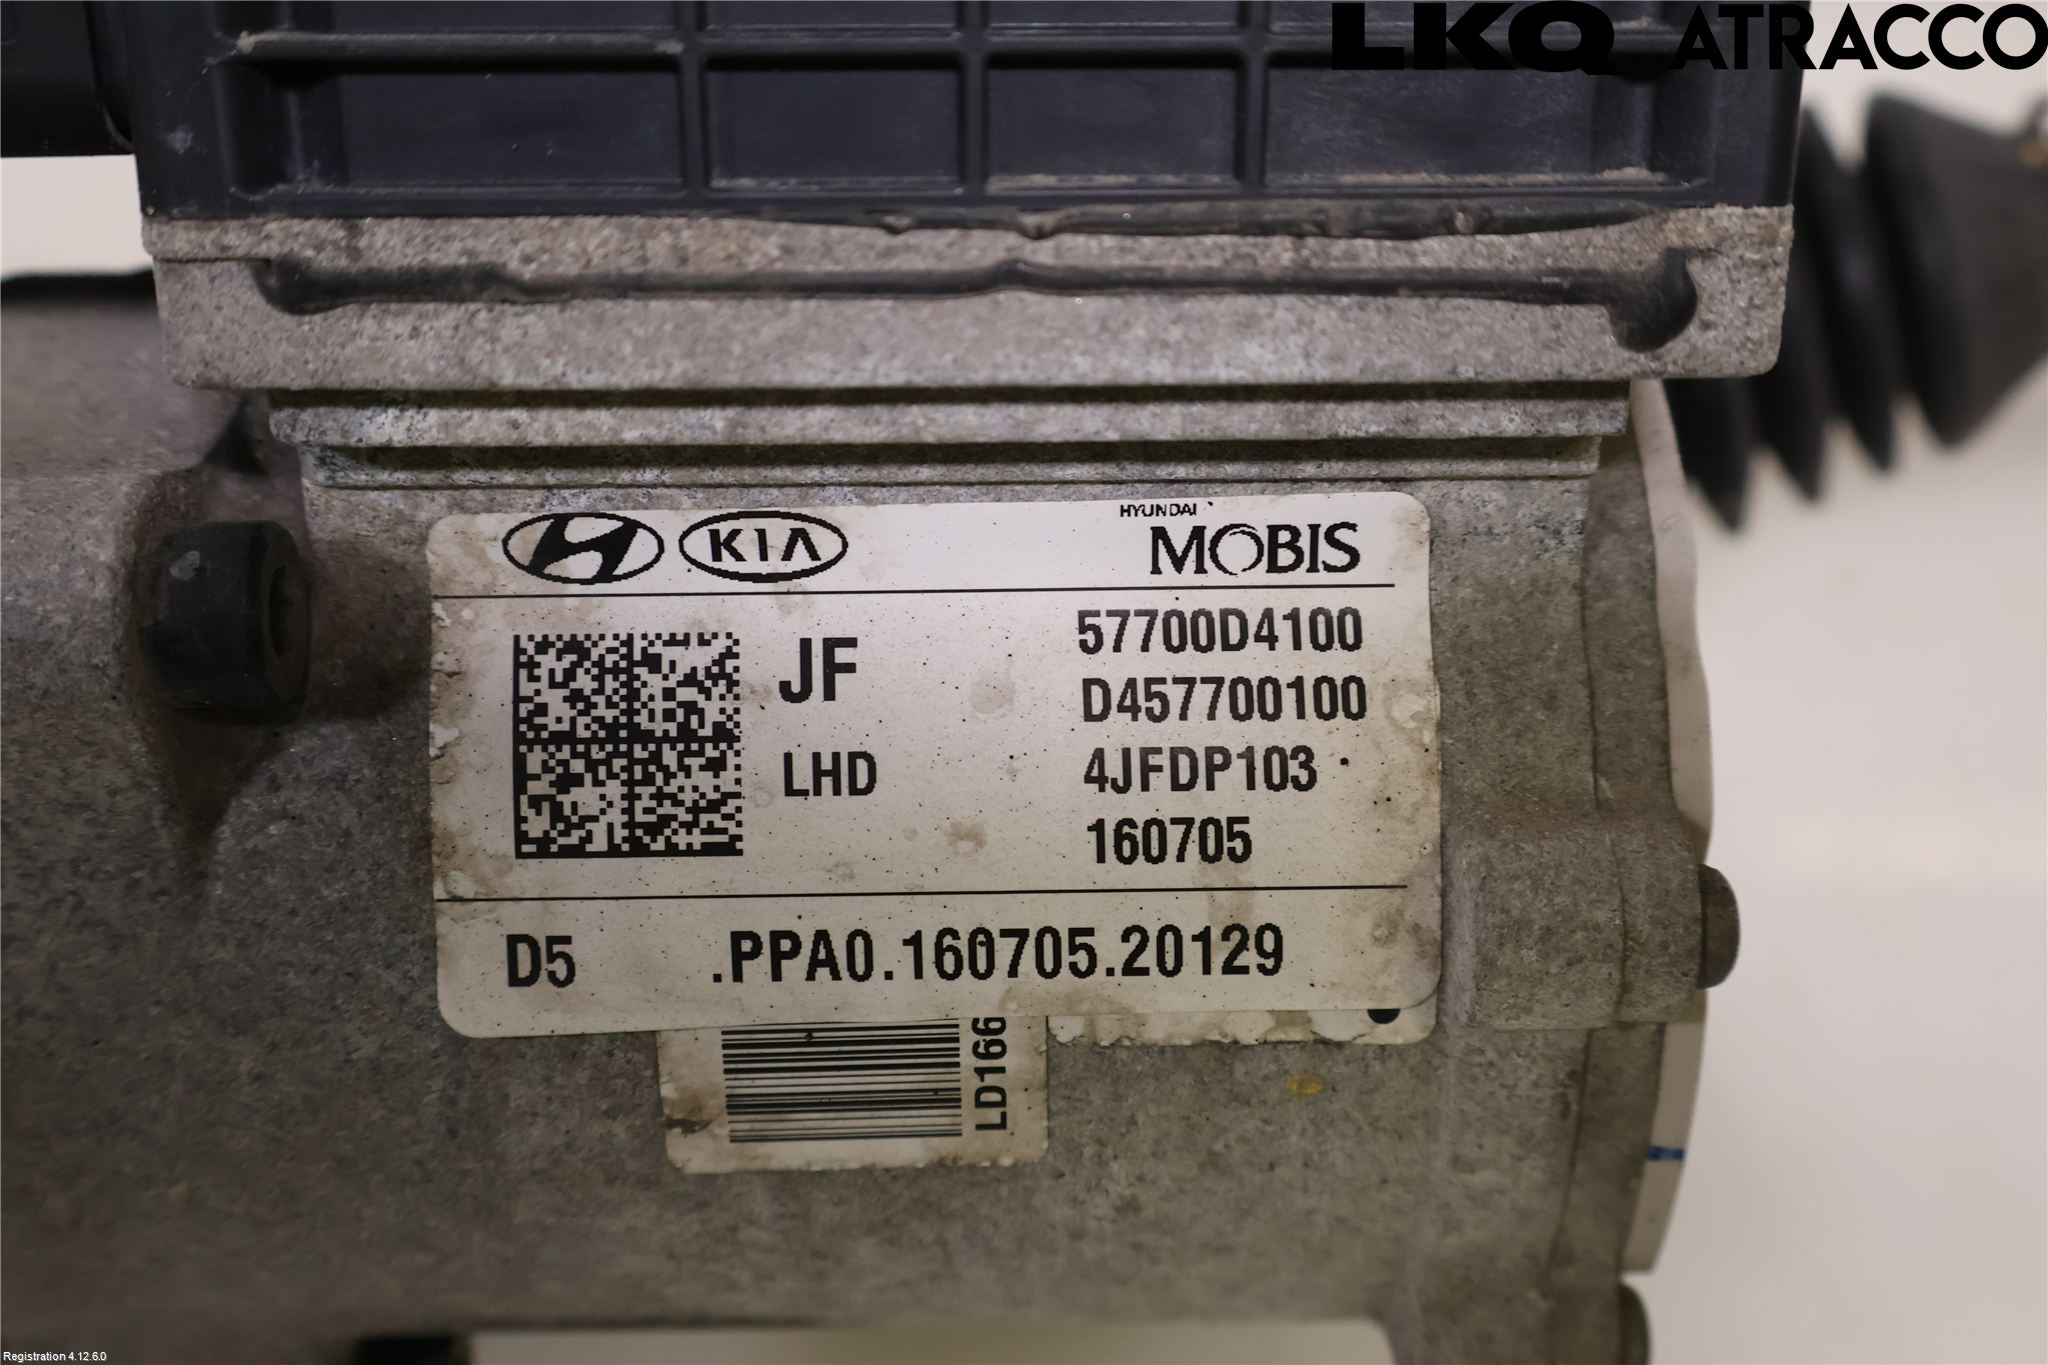 LKQ ATRACCO
KIA
HYUNDAI
MOBIS
57700D4100
JF
D457700100
LHD
4JFDP103
160705
D5 .PPA0.160705.20129
LD166
Registration 4.12.6.0